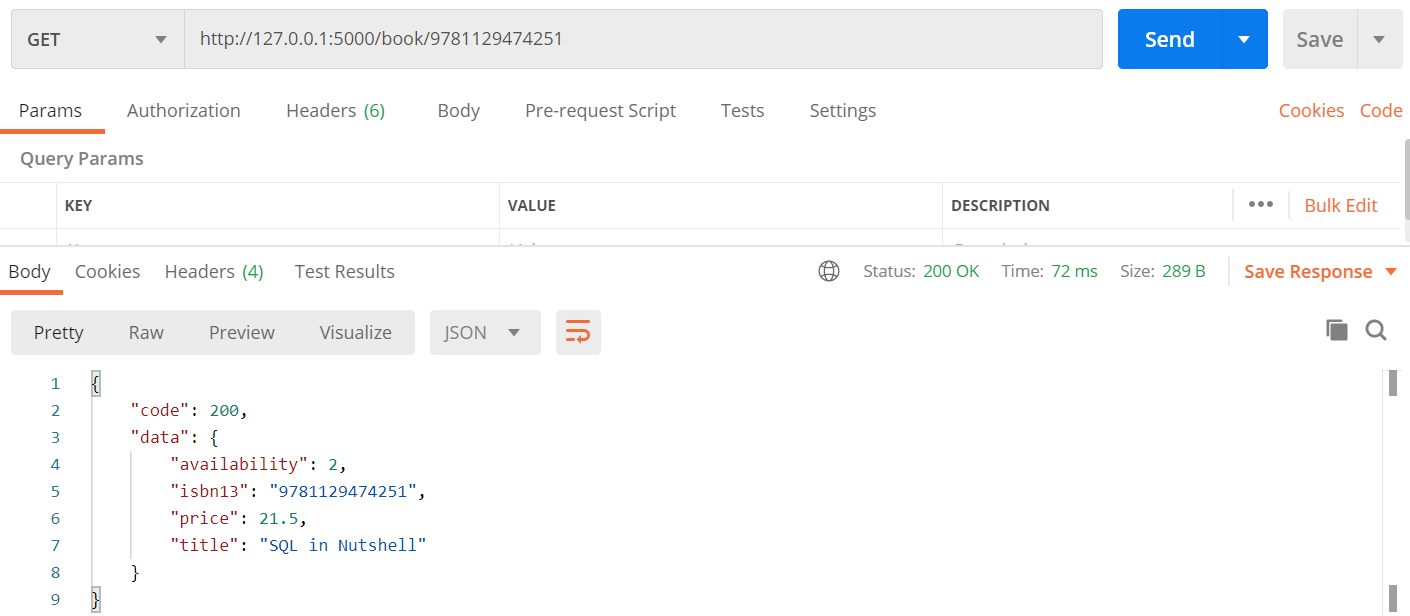 GET http://127.0.0.1:5000/book/9781129474251 Send Save
Params Authorization Headers (6) Body Pre-request Script Tests Settings Cookies Code
Query Params
KEY VALUE DESCRIPTION ••• Bulk Edit
Body Cookies Headers (4) Test Results Status: 200 OK Time: 72 ms Size: 289 B Save Response
Pretty Raw Preview Visualize JSON
1 {
2 "code": 200,
3 "data": {
4 "availability": 2,
5 "isbn13": "9781129474251",
6 "price": 21.5,
7 "title": "SQL in Nutshell"
8 }
9 }